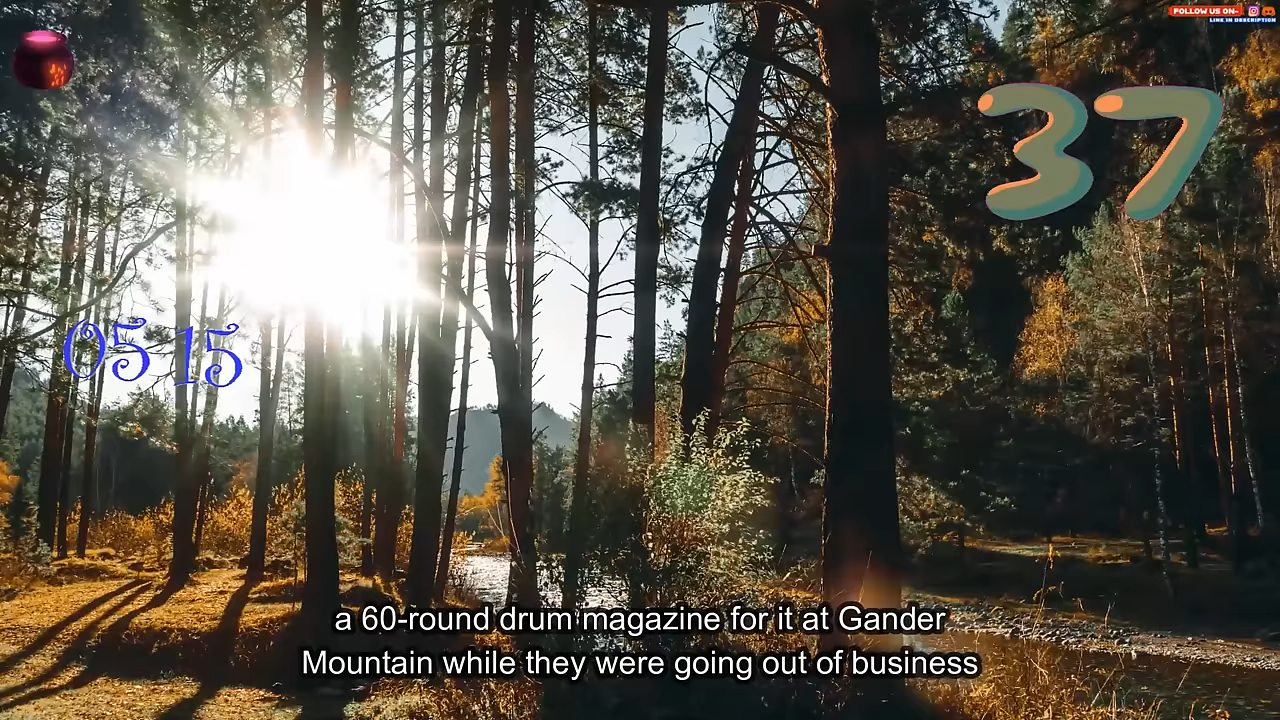 FOLLOW US ON-
LINK IN DESCRIPTION
37
05 15
a 60-round drum magazine for it at Gander
Mountain while they were going out of business